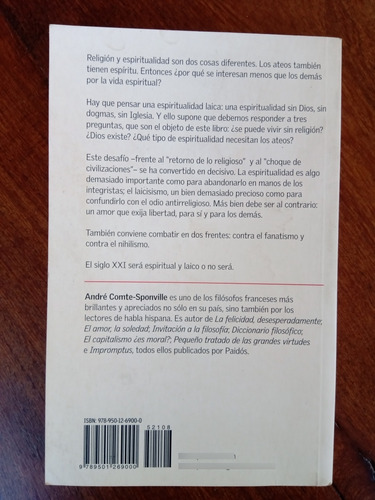 Religión y espiritualidad son dos cosas diferentes. Los ateos también
tienen espíritu. Entonces ¿por qué se interesan menos que los demás
por la vida espiritual?
Hay que pensar una espiritualidad laica: una espiritualidad sin Dios, sin
dogmas, sin Iglesia. Y ello supone que debemos responder a tres
preguntas, que son el objeto de este libro: ¿se puede vivir sin religión?
¿Dios existe? ¿Qué tipo de espiritualidad necesitan los ateos?
Este desafío –frente al "retorno de lo religioso" y al "choque de
civilizaciones"– se ha convertido en decisivo. La espiritualidad es algo
demasiado importante como para abandonarlo en manos de los
integristas; el laicisismo, un bien demasiado precioso como para
confundirlo con el odio antirreligioso. Más bien debe ser al contrario:
un amor que exija libertad, para sí y para los demás.
También conviene combatir en dos frentes: contra el fanatismo y
contra el nihilismo.
El siglo XXI será espiritual y laico o no será.
André Comte-Sponville es uno de los filósofos franceses más
brillantes y apreciados no sólo en su país, sino también por los
lectores de habla hispana. Es autor de La felicidad, desesperadamente;
El amor, la soledad; Invitación a la filosofía; Diccionario filosófico;
El capitalismo ¿es moral?; Pequeño tratado de las grandes virtudes
e Impromptus, todos ellos publicados por Paidós.
ISBN 978-950-12-6900-0
52108
9 789501 269000